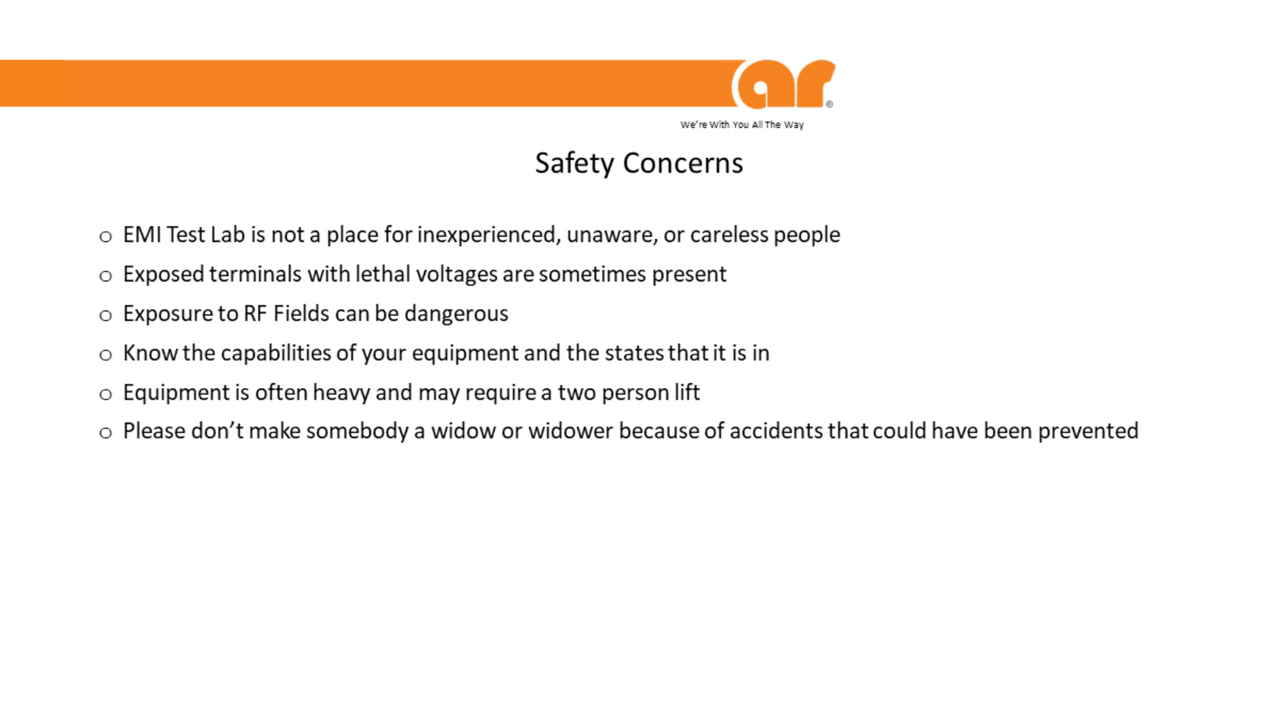 ar®
We're With You All The Way
Safety Concerns
o EMI Test Lab is not a place for inexperienced, unaware, or careless people
o Exposed terminals with lethal voltages are sometimes present
o Exposure to RF Fields can be dangerous
o Know the capabilities of your equipment and the states that it is in
o Equipment is often heavy and may require a two person lift
o Please don’t make somebody a widow or widower because of accidents that could have been prevented